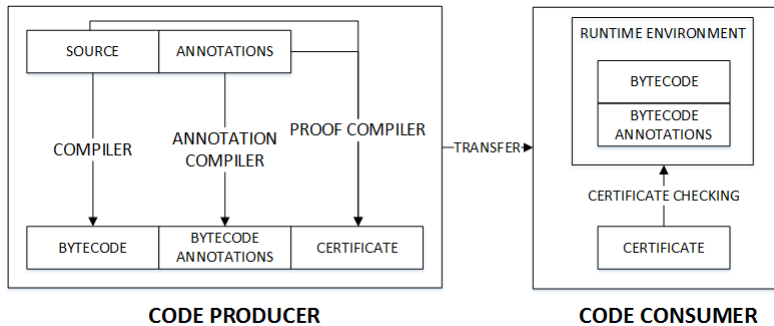 SOURCE
ANNOTATIONS
COMPILER
ANNOTATION
COMPILER
PROOF COMPILER
BYTECODE
BYTECODE
ANNOTATIONS
CERTIFICATE
CODE PRODUCER
TRANSFER
RUNTIME ENVIRONMENT
BYTECODE
BYTECODE
ANNOTATIONS
CERTIFICATE CHECKING
CERTIFICATE
CODE CONSUMER